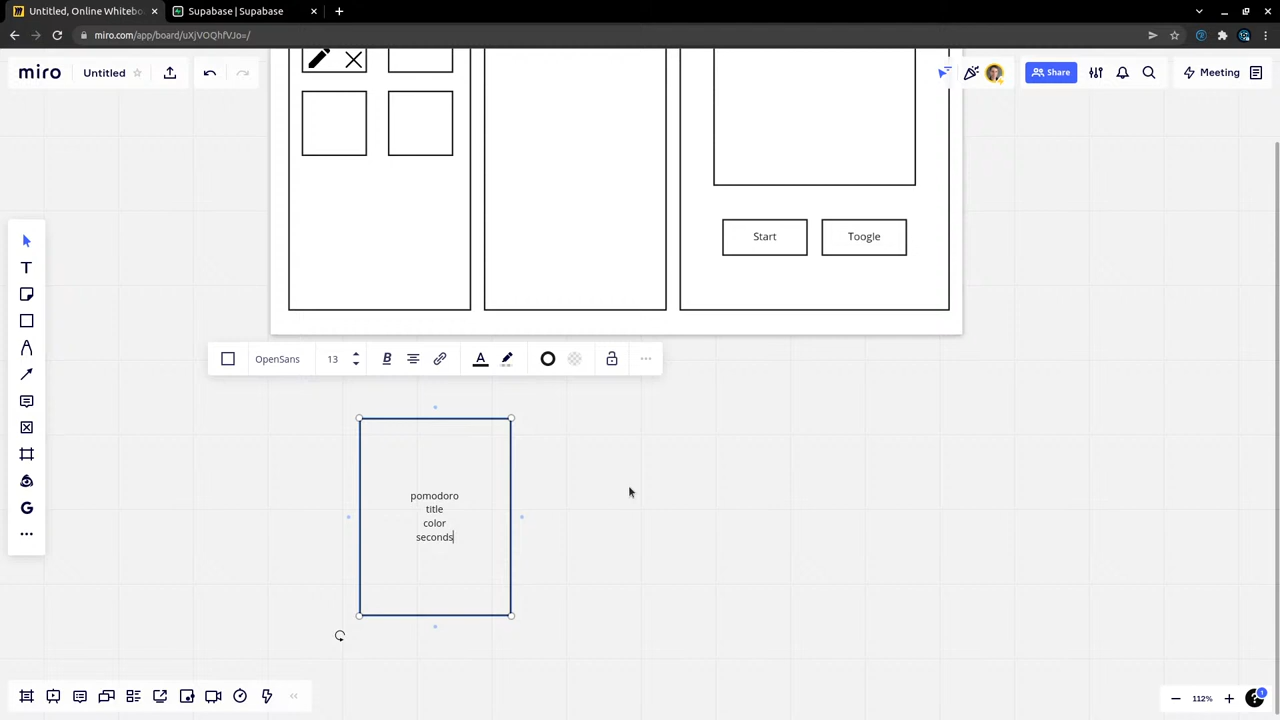 Untitled, Online Whitebo
Supabase | Supabase
miro.com/app/board/uXjVOQhfVJo=/
miro
Untitled
Share
Meeting
Start
Toogle
OpenSans
13
B
A
pomodoro
title
color
seconds
112%
1